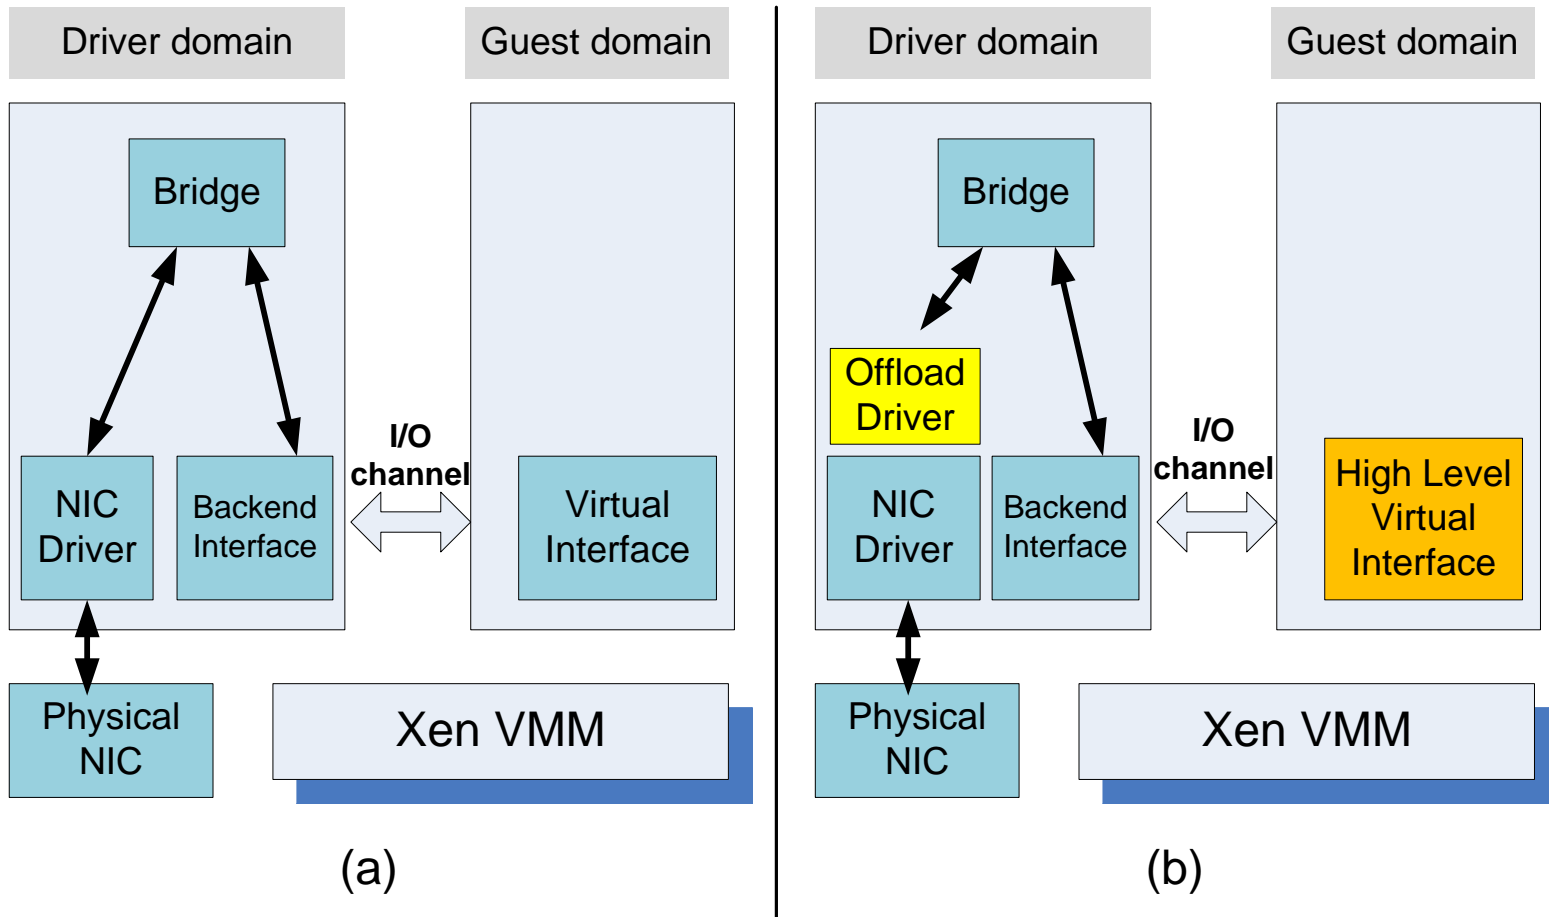 Driver domain
Guest domain
Bridge
I/O
channel
NIC
Driver
Backend
Interface
Virtual
Interface
Physical
NIC
Xen VMM
(a)
Driver domain
Guest domain
Bridge
Offload
Driver
I/O
channel
NIC
Driver
Backend
Interface
High Level
Virtual
Interface
Physical
NIC
Xen VMM
(b)